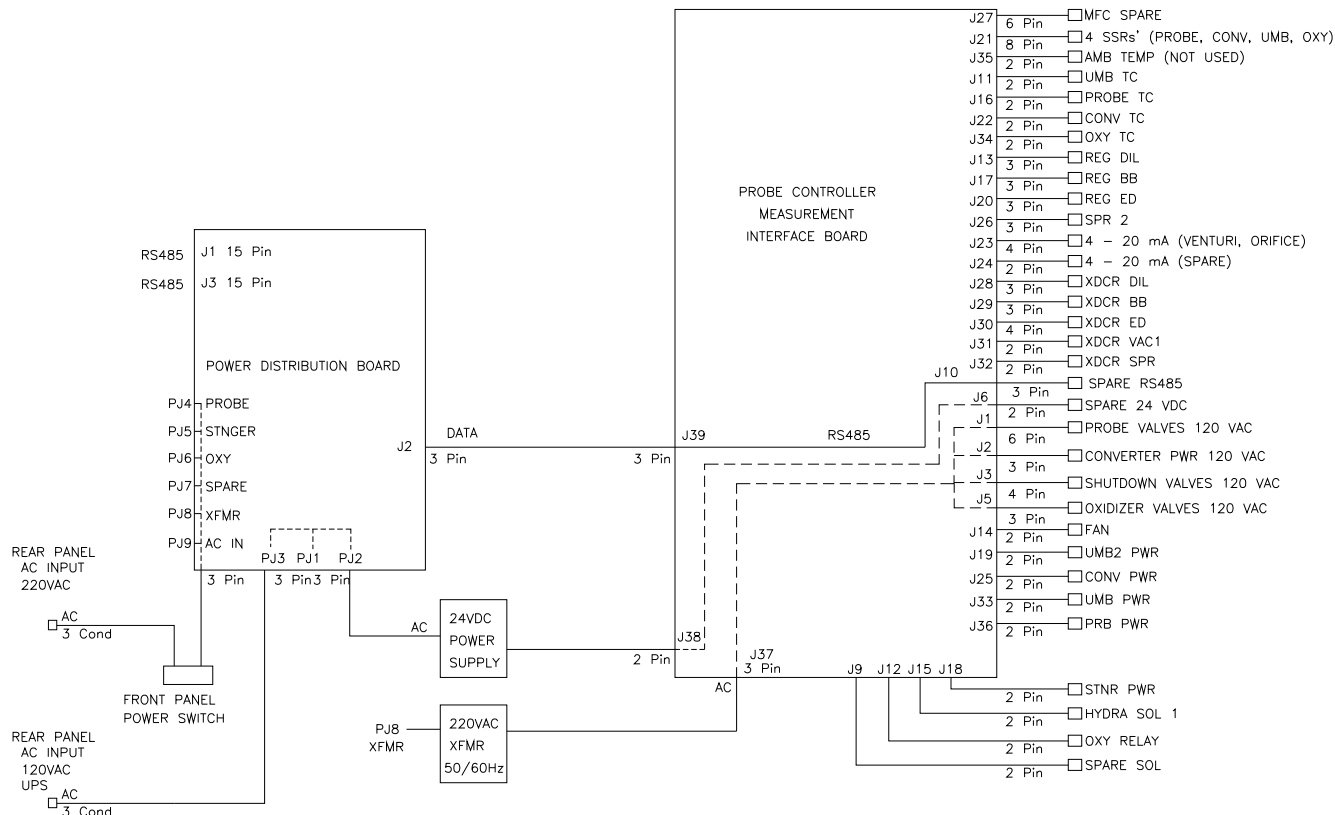 J27 6 Pin MFC SPARE
J21 8 Pin 4 SSRs' (PROBE, CONV, UMB, OXY)
J35 2 Pin AMB TEMP (NOT USED)
J11 2 Pin UMB TC
J16 2 Pin PROBE TC
J22 2 Pin CONV TC
J34 2 Pin OXY TC
J13 3 Pin REG DIL
J17 3 Pin REG BB
J20 3 Pin REG ED
J26 3 Pin SPR 2
J23 4 Pin 4 - 20 mA (VENTURI, ORIFICE)
J24 2 Pin 4 - 20 mA (SPARE)
J28 3 Pin XDCR DIL
J29 3 Pin XDCR BB
J30 4 Pin XDCR ED
J31 2 Pin XDCR VAC1
J32 2 Pin XDCR SPR
J10 3 Pin SPARE RS485
J6 2 Pin SPARE 24 VDC
J1 6 Pin PROBE VALVES 120 VAC
J2 3 Pin CONVERTER PWR 120 VAC
J3 4 Pin SHUTDOWN VALVES 120 VAC
J5 3 Pin OXIDIZER VALVES 120 VAC
J14 2 Pin FAN
J19 2 Pin UMB2 PWR
J25 2 Pin CONV PWR
J33 2 Pin UMB PWR
J36 2 Pin PRB PWR
PROBE CONTROLLER
MEASUREMENT
INTERFACE BOARD
RS485 J1 15 Pin
RS485 J3 15 Pin
POWER DISTRIBUTION BOARD
PJ4 PROBE
PJ5 STNGER
PJ6 OXY
PJ7 SPARE
PJ8 XFMR
PJ9 AC IN
J2 DATA
3 Pin
3 Pin
J39 RS485
PJ3 PJ1 PJ2
3 Pin 3 Pin 3 Pin
REAR PANEL
AC INPUT
220VAC
AC
3 Cond
FRONT PANEL
POWER SWITCH
REAR PANEL
AC INPUT
120VAC
UPS
AC
3 Cond
AC
24VDC
POWER
SUPPLY
2 Pin
J38
PJ8
XFMR
220VAC
XFMR
50/60Hz
J37
3 Pin
AC
J9 J12 J15 J18
2 Pin STNR PWR
2 Pin HYDRA SOL 1
2 Pin OXY RELAY
2 Pin SPARE SOL